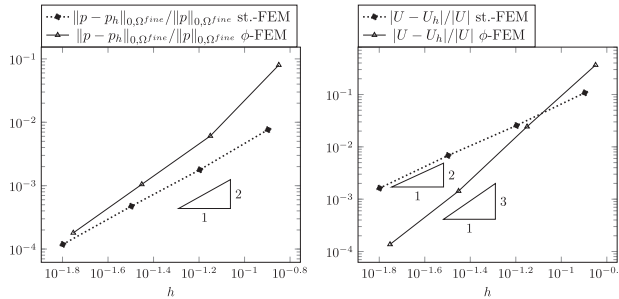 ‖p − p_h‖_{0,Ω^{fine}}/‖p‖_{0,Ω^{fine}} st.-FEM
‖p − p_h‖_{0,Ω^{fine}}/‖p‖_{0,Ω^{fine}} ϕ-FEM
10^{−1}
10^{−2}
10^{−3}
10^{−4}
2
1
10^{−1.8} 10^{−1.6} 10^{−1.4} 10^{−1.2} 10^{−1} 10^{−0.8}
h
|U − U_h|/|U| st.-FEM
|U − U_h|/|U| ϕ-FEM
10^{−1}
10^{−2}
10^{−3}
10^{−4}
2
1
3
1
10^{−1.8} 10^{−1.6} 10^{−1.4} 10^{−1.2} 10^{−1} 10^{−0.8}
h